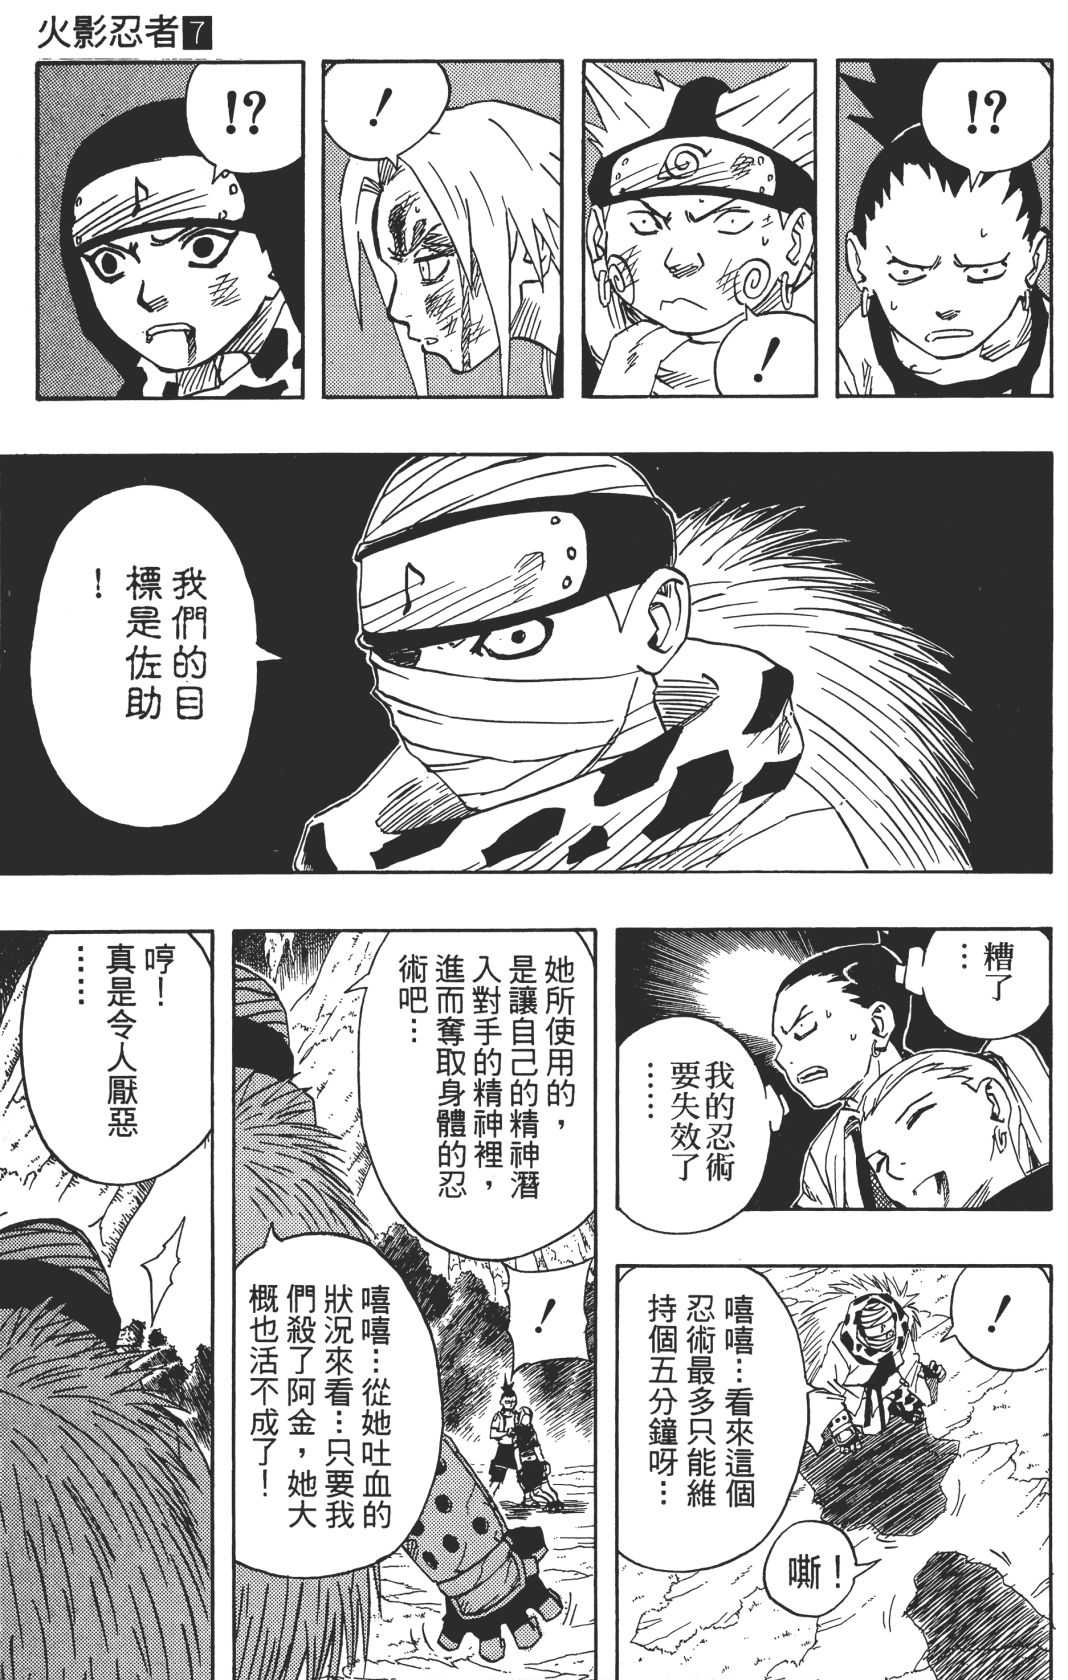 火影忍者7
!?
!
!
!?
我們的目
標是佐助
!
糟了
…
我的忍術
要失效了
……
!
嘻嘻…看來這個
忍術最多只能維
持個五分鐘呀…
嘶!
她所使用的,
是讓自己的精神潛
入對手的精神裡,
進而奪取身體的忍
術吧…
!
嘻嘻…從她吐血的
狀況來看…只要我
們殺了阿金,她大
概也活不成了!
哼!
真是令人厭惡
……